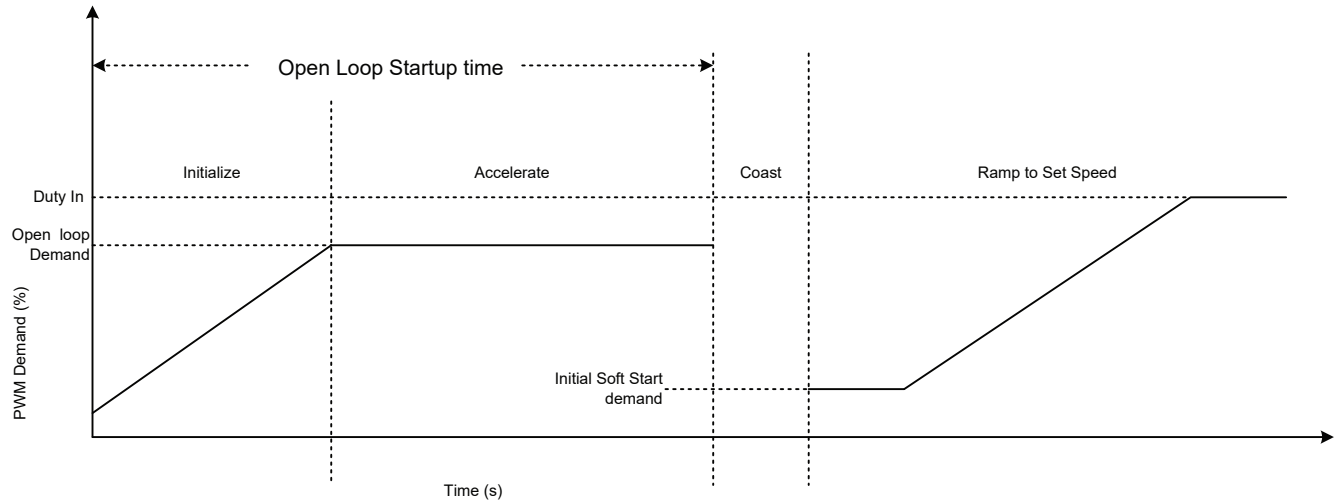 Open Loop Startup time
Initialize
Accelerate
Coast
Ramp to Set Speed
Duty In
Open loop
Demand
PWM Demand (%)
Initial Soft Start
demand
Time (s)